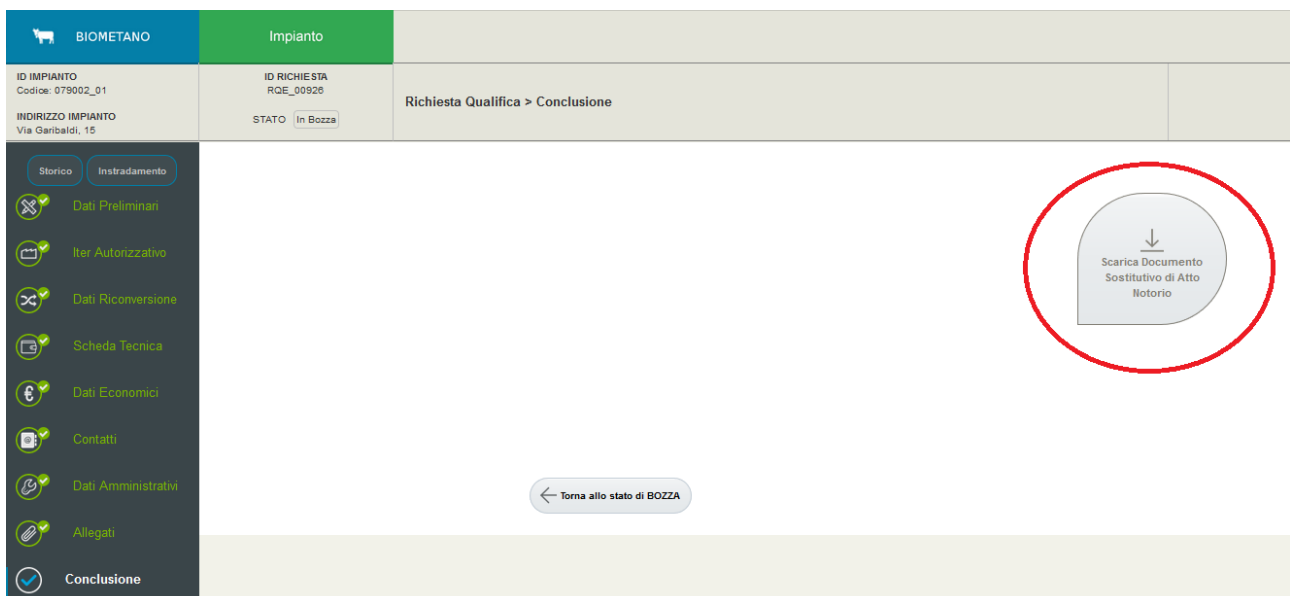 BIOMETANO
Impianto
ID IMPIANTO
Codice: 079002_01
INDIRIZZO IMPIANTO
Via Garibaldi, 15
ID RICHIESTA
RQE_00926
STATO In Bozza
Richiesta Qualifica > Conclusione
Storico
Instradamento
Dati Preliminari
Iter Autorizzativo
Dati Riconversione
Scheda Tecnica
Dati Economici
Contatti
Dati Amministrativi
Allegati
Conclusione
Scarica Documento
Sostitutivo di Atto
Notorio
Torna allo stato di BOZZA